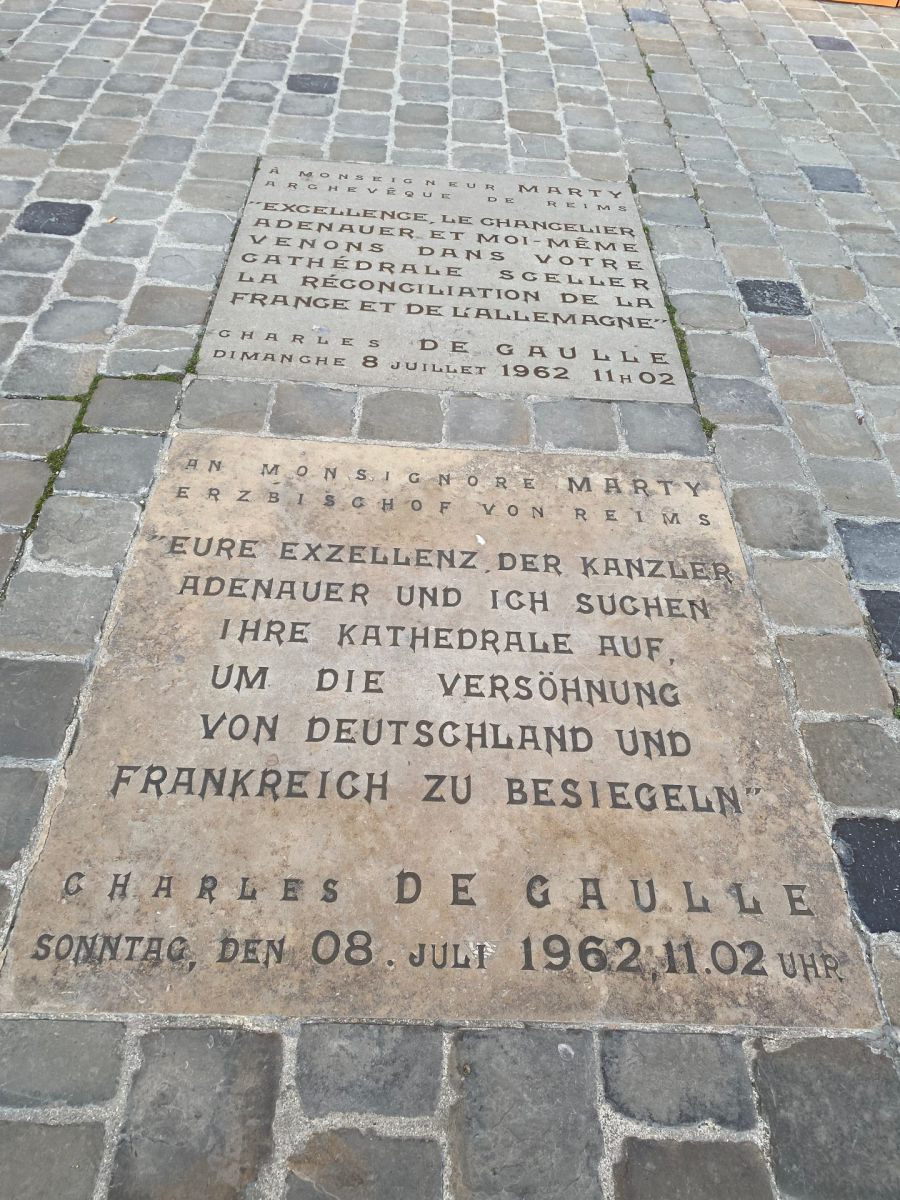 À MONSEIGNEUR MARTY
ARCHEVÊQUE DE REIMS
"EXCELLENCE, LE CHANCELIER
ADENAUER, ET MOI-MÊME
VENONS DANS VOTRE
CATHÉDRALE SCELLER
LA RÉCONCILIATION DE LA
FRANCE ET DE L'ALLEMAGNE"
CHARLES DE GAULLE
DIMANCHE 8 JUILLET 1962 11H02
AN MONSIGNORE MARTY
ERZBISCHOF VON REIMS
"EURE EXZELLENZ, DER KANZLER
ADENAUER UND ICH SUCHEN
IHRE KATHEDRALE AUF,
UM DIE VERSÖHNUNG
VON DEUTSCHLAND UND
FRANKREICH ZU BESIEGELN"
CHARLES DE GAULLE
SONNTAG, DEN 08. JULI 1962, 11.02 UHR